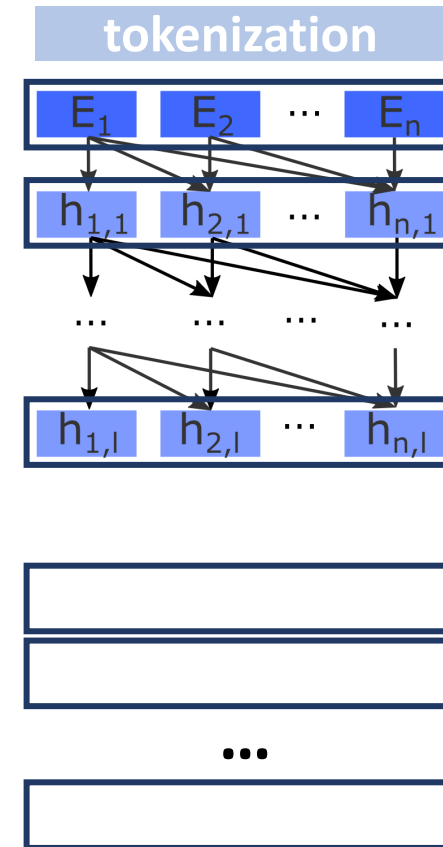 tokenization
E₁ E₂ ... Eₙ
h₁,₁ h₂,₁ ... hₙ,₁
... ... ... ...
h₁,ₗ h₂,ₗ ... hₙ,ₗ
...